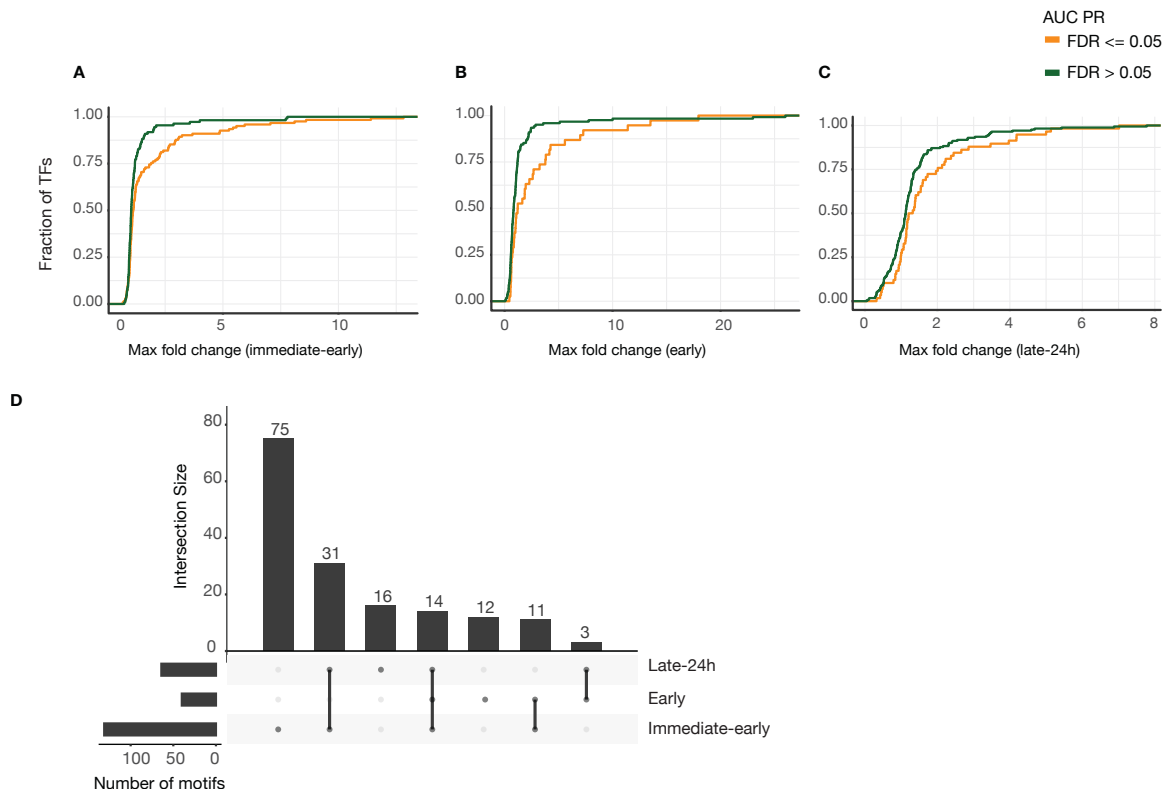 AUC PR
FDR <= 0.05
FDR > 0.05
A
B
C
1.00
0.75
0.50
0.25
0.00
Fraction of TFs
0 5 10
Max fold change (immediate-early)
1.00
0.75
0.50
0.25
0.00
0 10 20
Max fold change (early)
1.00
0.75
0.50
0.25
0.00
0 2 4 6 8
Max fold change (late-24h)
D
80
60
40
20
0
Intersection Size
75 31 16 14 12 11 3
Late-24h
Early
Immediate-early
100 50 0
Number of motifs